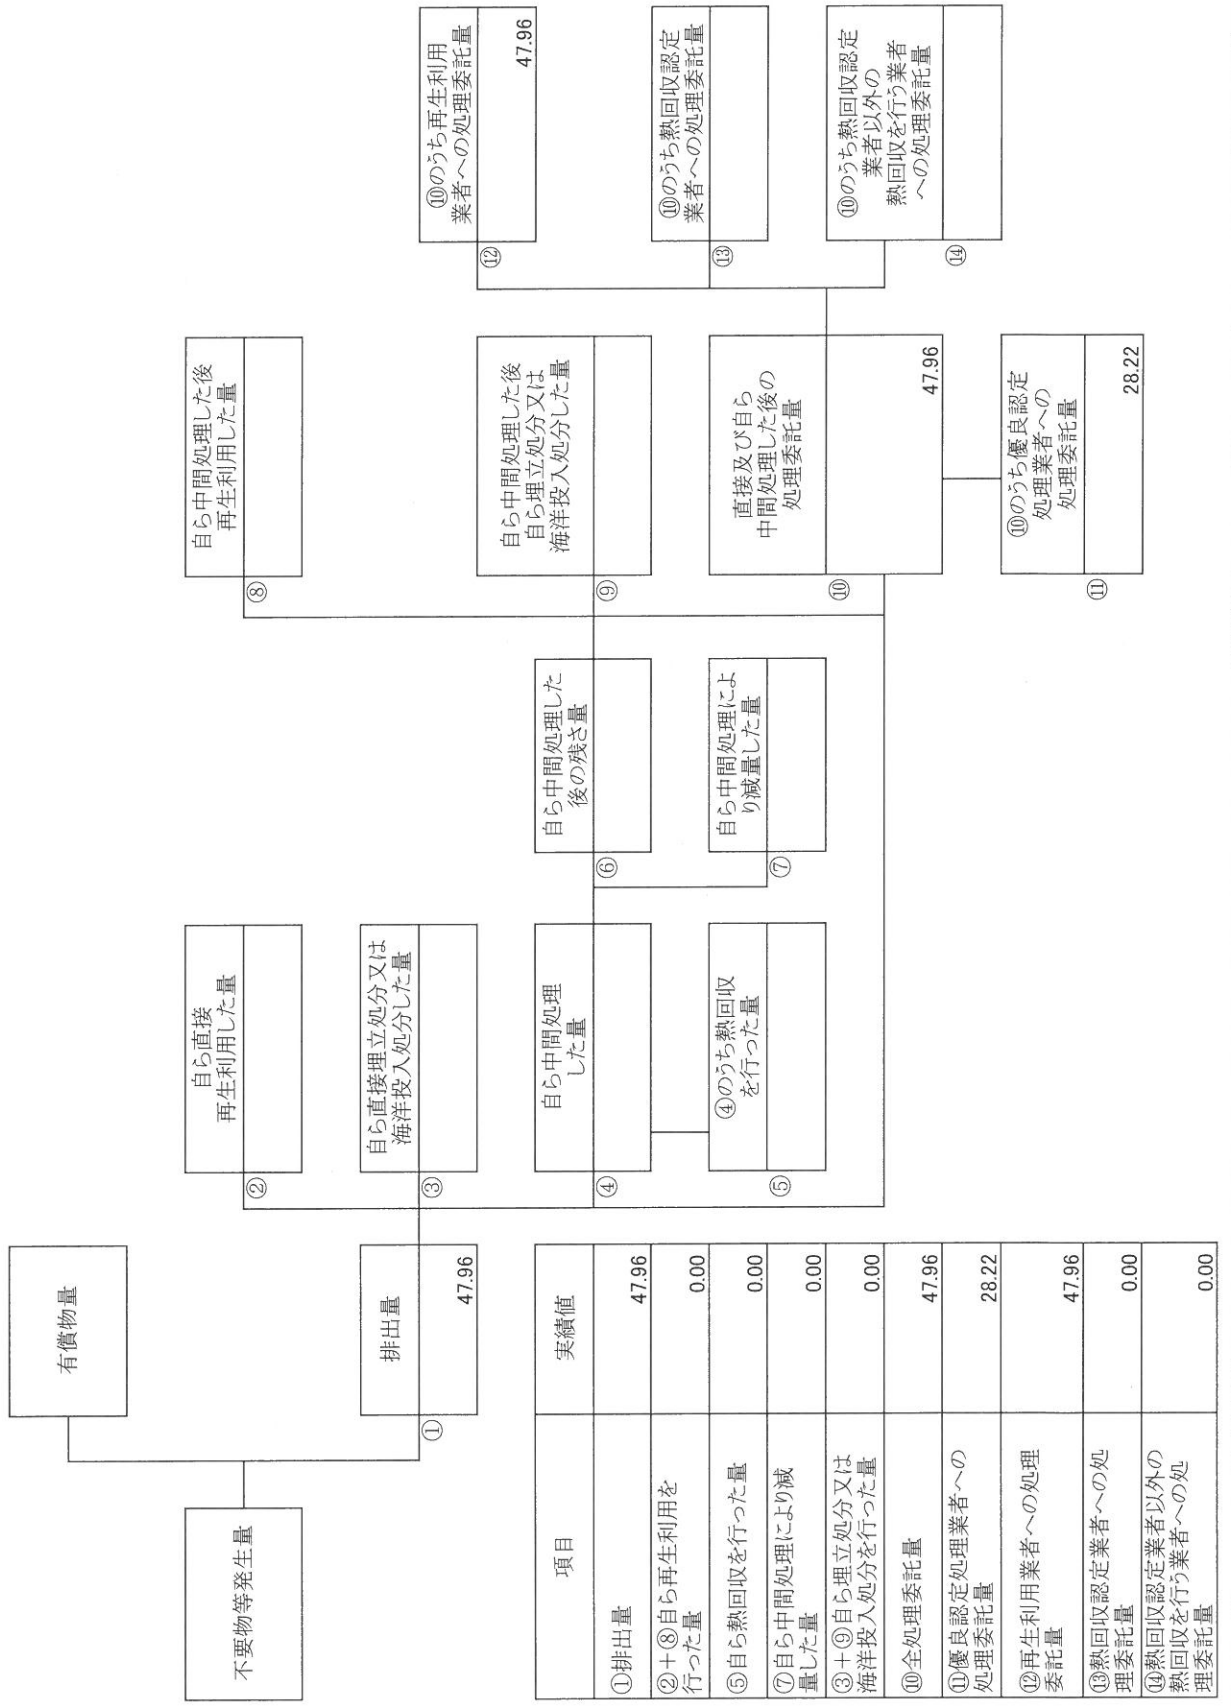 有償物量
不要物等発生量
排出量
①
47.96
自ら直接
再生利用した量
②
自ら直接埋立処分又は
海洋投入処分した量
③
自ら中間処理
した量
④
④のうち熱回収
を行った量
⑤
自ら中間処理した
後の残さ量
⑥
自ら中間処理によ
り減量した量
⑦
自ら中間処理した後
再生利用した量
⑧
自ら中間処理した後
自ら埋立処分又は
海洋投入処分した量
⑨
直接及び自ら
中間処理した後の
処理委託量
⑩
47.96
⑩のうち優良認定
処理業者への
処理委託量
⑪
28.22
⑩のうち再生利用
業者への処理委託量
⑫
47.96
⑩のうち熱回収認定
業者への処理委託量
⑬
⑩のうち熱回収認定
業者以外の
熱回収を行う業者
への処理委託量
⑭
項目 実績値
①排出量 47.96
②+⑧自ら再生利用を
行った量 0.00
⑤自ら熱回収を行った量 0.00
⑦自ら中間処理により減
量した量 0.00
③+⑨自ら埋立処分又は
海洋投入処分を行った量 0.00
⑩全処理委託量 47.96
⑪優良認定処理業者への
処理委託量 28.22
⑫再生利用業者への処理
委託量 47.96
⑬熱回収認定業者への処
理委託量 0.00
⑭熱回収認定業者以外の
熱回収を行う業者への処
理委託量 0.00